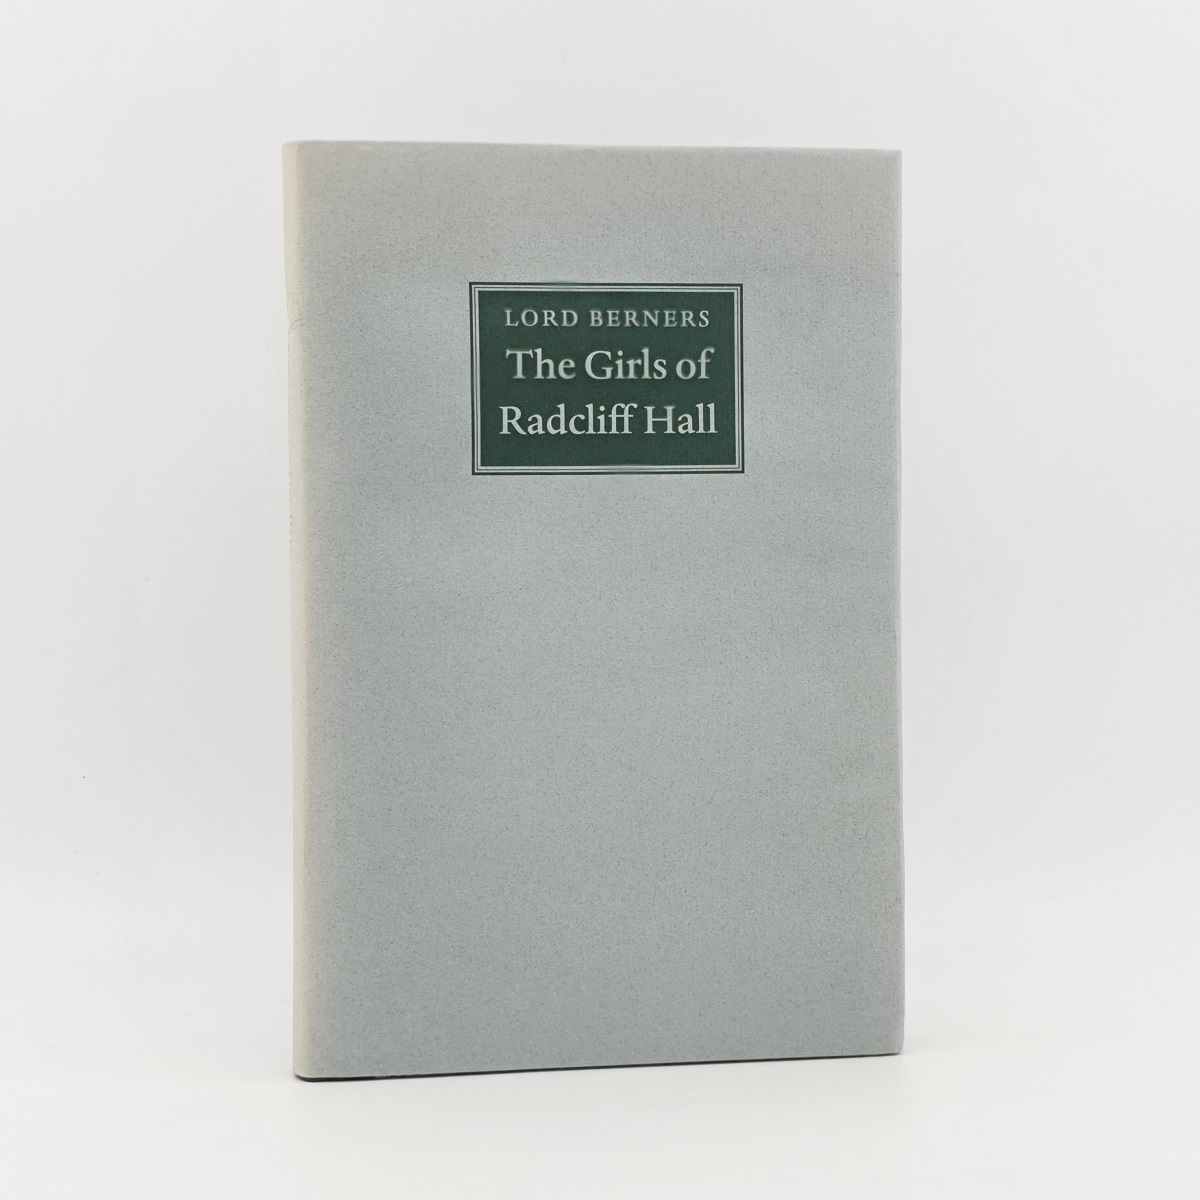 LORD BERNERS
The Girls of
Radcliff Hall